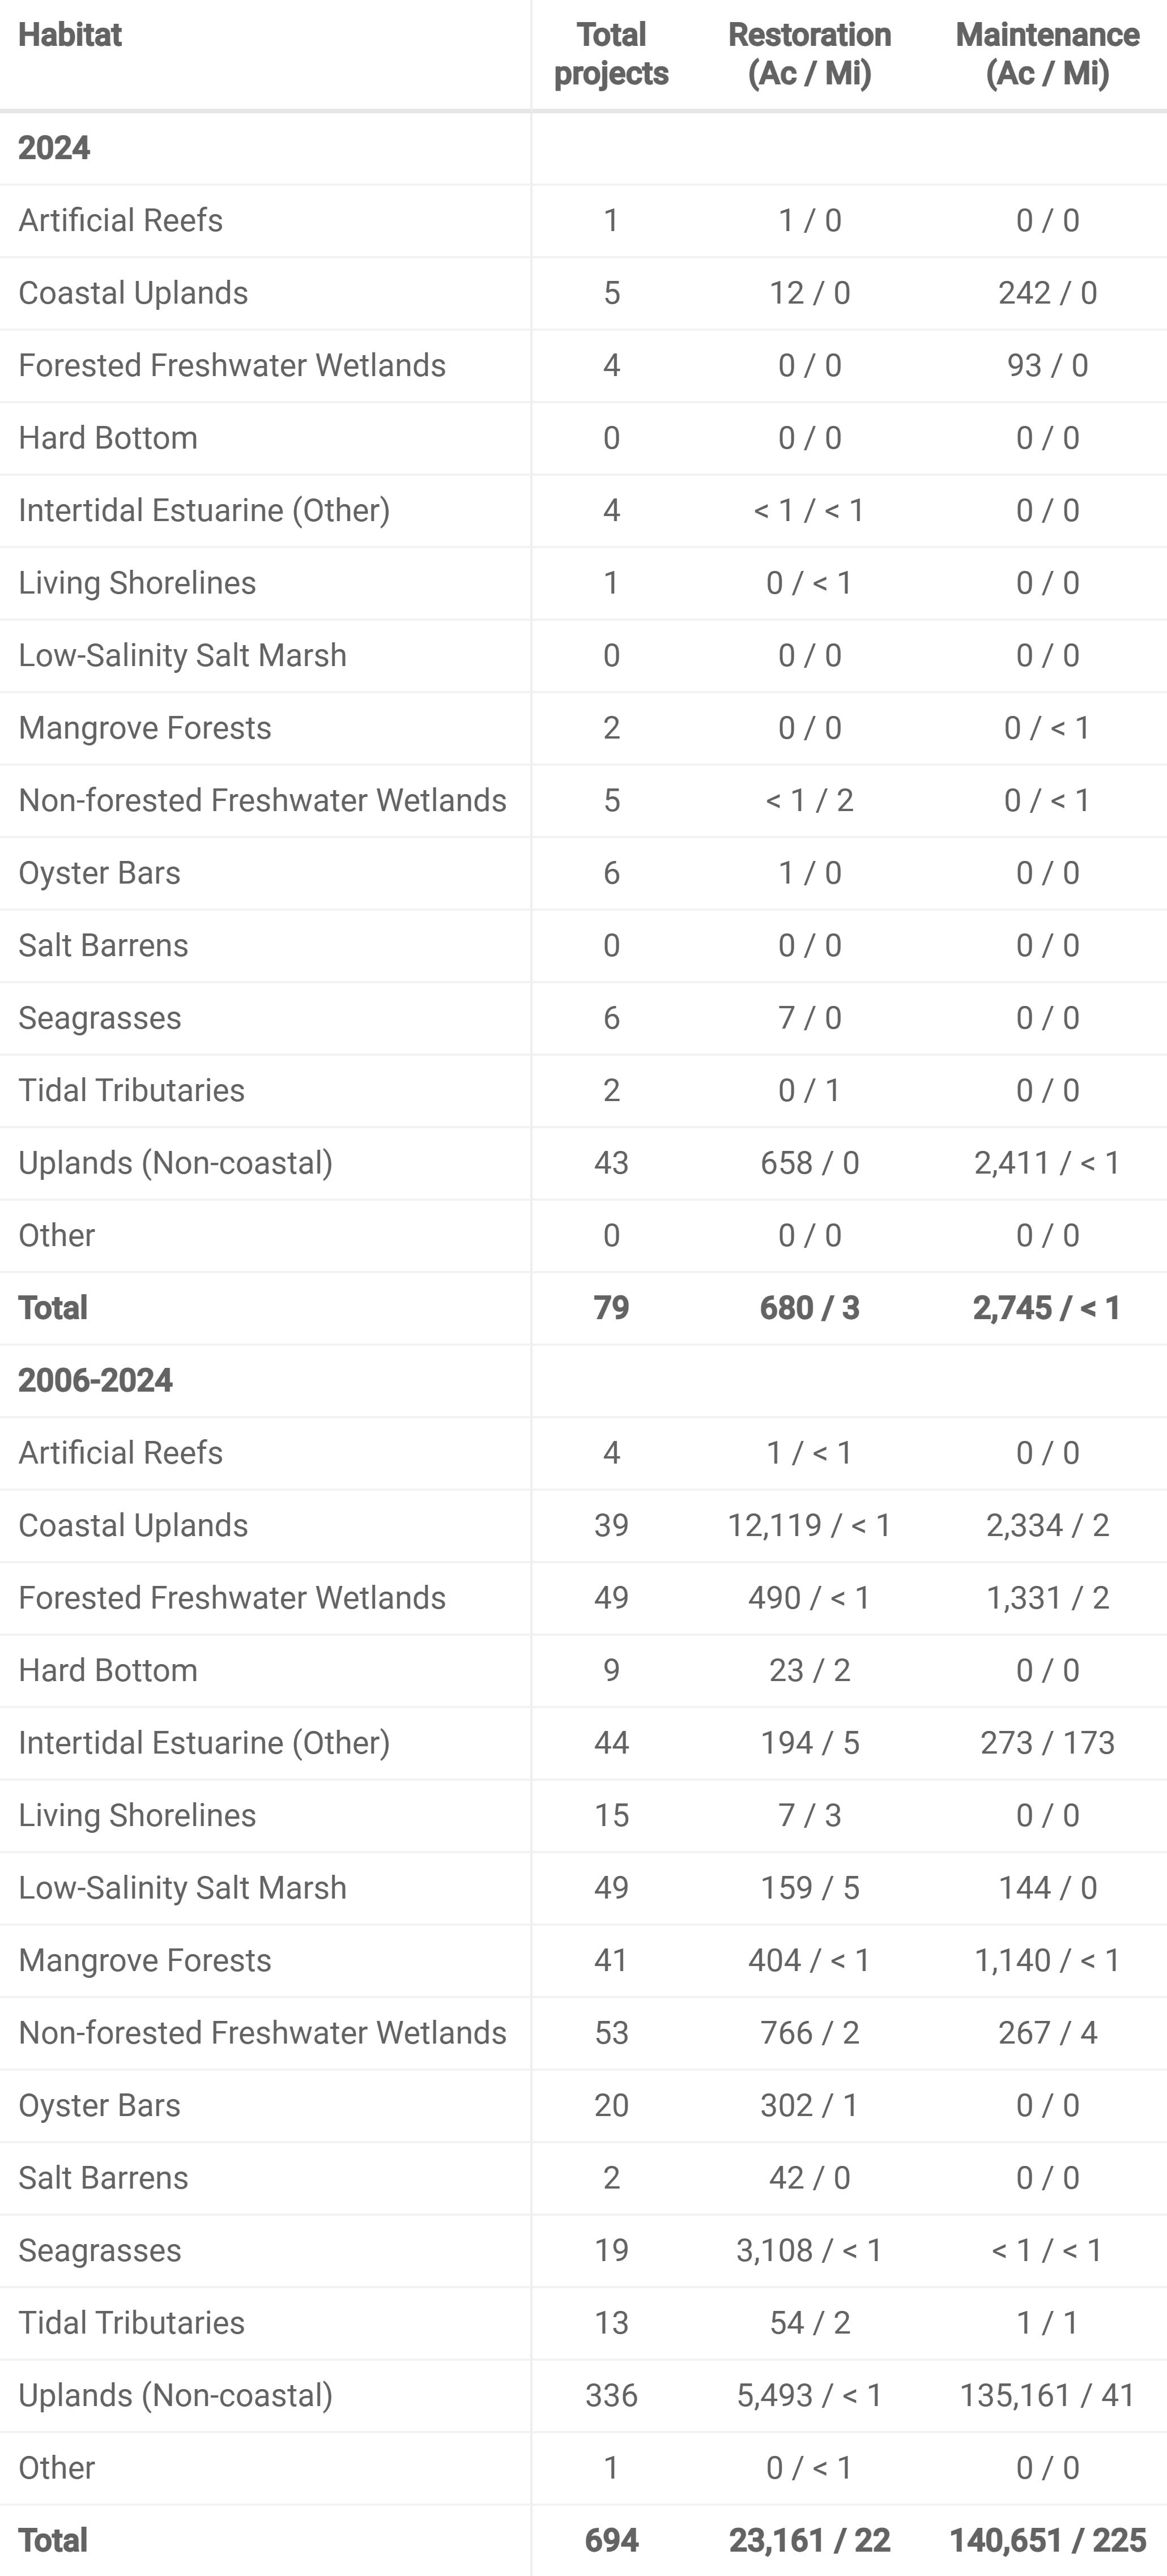 Habitat Total projects Restoration (Ac / Mi) Maintenance (Ac / Mi)
2024
Artificial Reefs 1 1 / 0 0 / 0
Coastal Uplands 5 12 / 0 242 / 0
Forested Freshwater Wetlands 4 0 / 0 93 / 0
Hard Bottom 0 0 / 0 0 / 0
Intertidal Estuarine (Other) 4 < 1 / < 1 0 / 0
Living Shorelines 1 0 / < 1 0 / 0
Low-Salinity Salt Marsh 0 0 / 0 0 / 0
Mangrove Forests 2 0 / 0 0 / < 1
Non-forested Freshwater Wetlands 5 < 1 / 2 0 / < 1
Oyster Bars 6 1 / 0 0 / 0
Salt Barrens 0 0 / 0 0 / 0
Seagrasses 6 7 / 0 0 / 0
Tidal Tributaries 2 0 / 1 0 / 0
Uplands (Non-coastal) 43 658 / 0 2,411 / < 1
Other 0 0 / 0 0 / 0
Total 79 680 / 3 2,745 / < 1
2006-2024
Artificial Reefs 4 1 / < 1 0 / 0
Coastal Uplands 39 12,119 / < 1 2,334 / 2
Forested Freshwater Wetlands 49 490 / < 1 1,331 / 2
Hard Bottom 9 23 / 2 0 / 0
Intertidal Estuarine (Other) 44 194 / 5 273 / 173
Living Shorelines 15 7 / 3 0 / 0
Low-Salinity Salt Marsh 49 159 / 5 144 / 0
Mangrove Forests 41 404 / < 1 1,140 / < 1
Non-forested Freshwater Wetlands 53 766 / 2 267 / 4
Oyster Bars 20 302 / 1 0 / 0
Salt Barrens 2 42 / 0 0 / 0
Seagrasses 19 3,108 / < 1 < 1 / < 1
Tidal Tributaries 13 54 / 2 1 / 1
Uplands (Non-coastal) 336 5,493 / < 1 135,161 / 41
Other 1 0 / < 1 0 / 0
Total 694 23,161 / 22 140,651 / 225